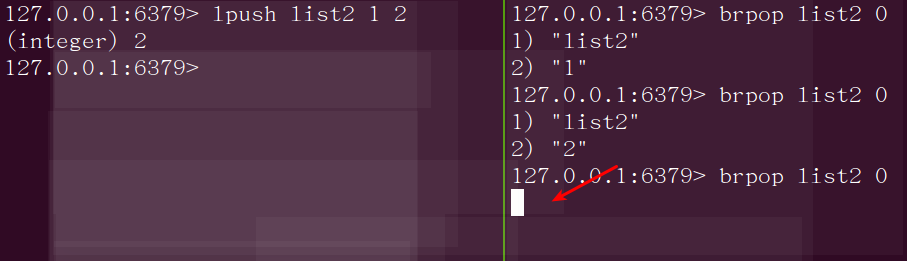 127.0.0.1:6379> lpush list2 1 2
(integer) 2
127.0.0.1:6379>
127.0.0.1:6379> brpop list2 0
1) "list2"
2) "1"
127.0.0.1:6379> brpop list2 0
1) "list2"
2) "2"
127.0.0.1:6379> brpop list2 0